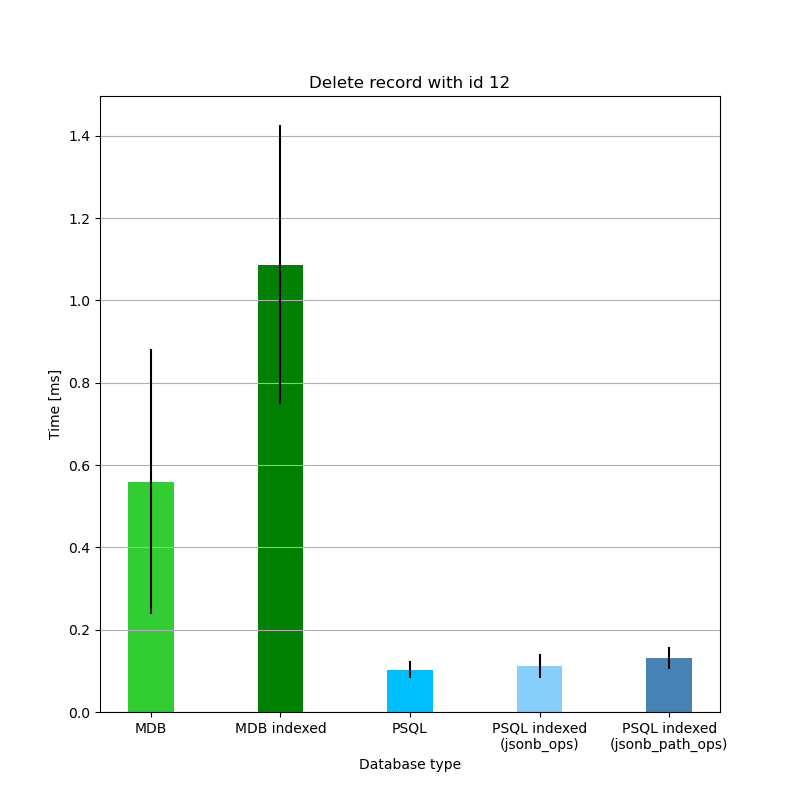 Delete record with id 12
Time [ms]
1.4
1.2
1.0
0.8
0.6
0.4
0.2
0.0
MDB
MDB indexed
PSQL
PSQL indexed
(jsonb_ops)
PSQL indexed
(jsonb_path_ops)
Database type